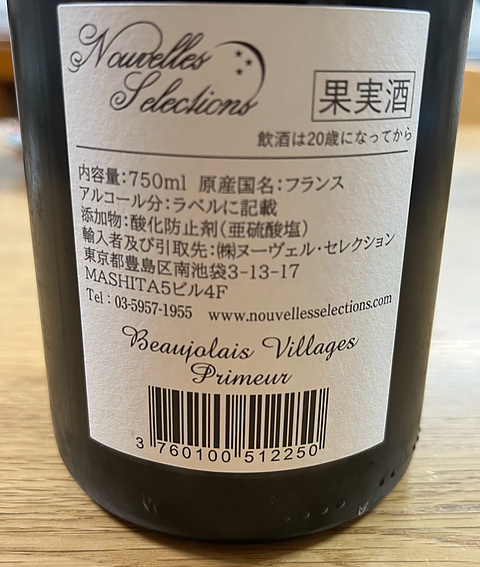 Nouvelles
Selections
果実酒
飲酒は20歳になってから
内容量:750ml 原産国名:フランス
アルコール分:ラベルに記載
添加物:酸化防止剤(亜硫酸塩)
輸入者及び引取先:㈱ヌーヴェル・セレクション
東京都豊島区南池袋3-13-17
MASHITA5ビル4F
Tel : 03-5957-1955 www.nouvellesselections.com
Beaujolais Villages
Primeur
3 760100 512250